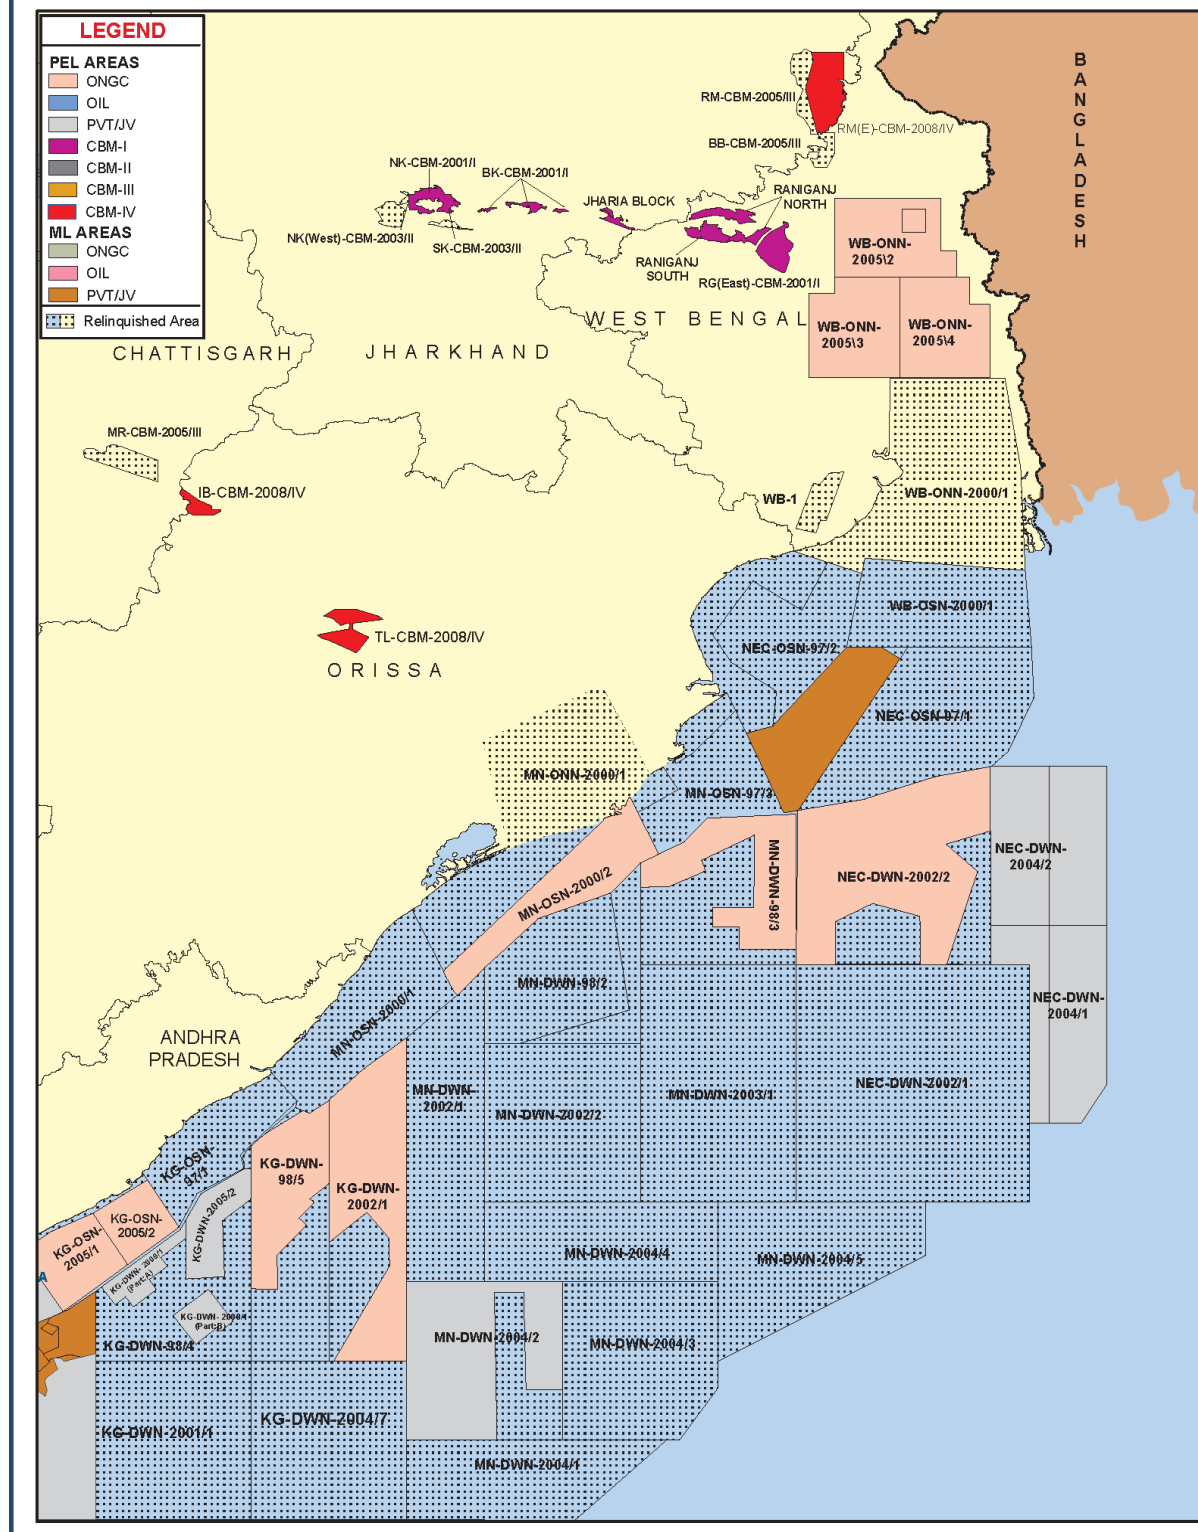 LEGEND
PEL AREAS
ONGC
OIL
PVT/JV
CBM-I
CBM-II
CBM-III
CBM-IV
ML AREAS
ONGC
OIL
PVT/JV
Relinquished Area
BANGLADESH
RM-CBM-2005/III
RM(E)-CBM-2008/IV
BB-CBM-2005/III
NK-CBM-2001/I
BK-CBM-2001/I
JHARIA BLOCK
RANIGANJ
NORTH
NK(West)-CBM-2003/II
SK-CBM-2003/II
RANIGANJ
SOUTH
RG(East)-CBM-2001/I
WB-ONN-
2005\2
WEST BENGAL
WB-ONN-
2005\3
WB-ONN-
2005\4
CHATTISGARH
JHARKHAND
MR-CBM-2005/III
IB-CBM-2008/IV
WB-1
WB-ONN-2000/1
WB-OSN-2000/1
TL-CBM-2008/IV
ORISSA
NEC-OSN-97/2
NEC-OSN-97/1
MN-ONN-2000/1
MN-OSN-97/3
MN-OSN-2000/2
MN-DWN-98/3
NEC-DWN-2002/2
NEC-DWN-
2004/2
MN-DWN-98/2
NEC-DWN-
2004/1
MN-OSN-2000/1
ANDHRA
PRADESH
MN-DWN-
2002/1
MN-DWN-2002/2
MN-DWN-2003/1
NEC-DWN-2002/1
KG-OSN-
97/1
KG-DWN-
98/5
KG-DWN-
2002/1
KG-OSN-
2005/1
KG-OSN-
2005/2
KG-DWN-2005/2
KG-DWN- 2009/1
(Part:A)
A
KG-DWN- 2009/1
(Part:B)
MN-DWN-2004/4
MN-DWN-2004/5
KG-DWN-98/4
MN-DWN-2004/2
MN-DWN-2004/3
KG-DWN-2001/1
KG-DWN-2004/7
MN-DWN-2004/1